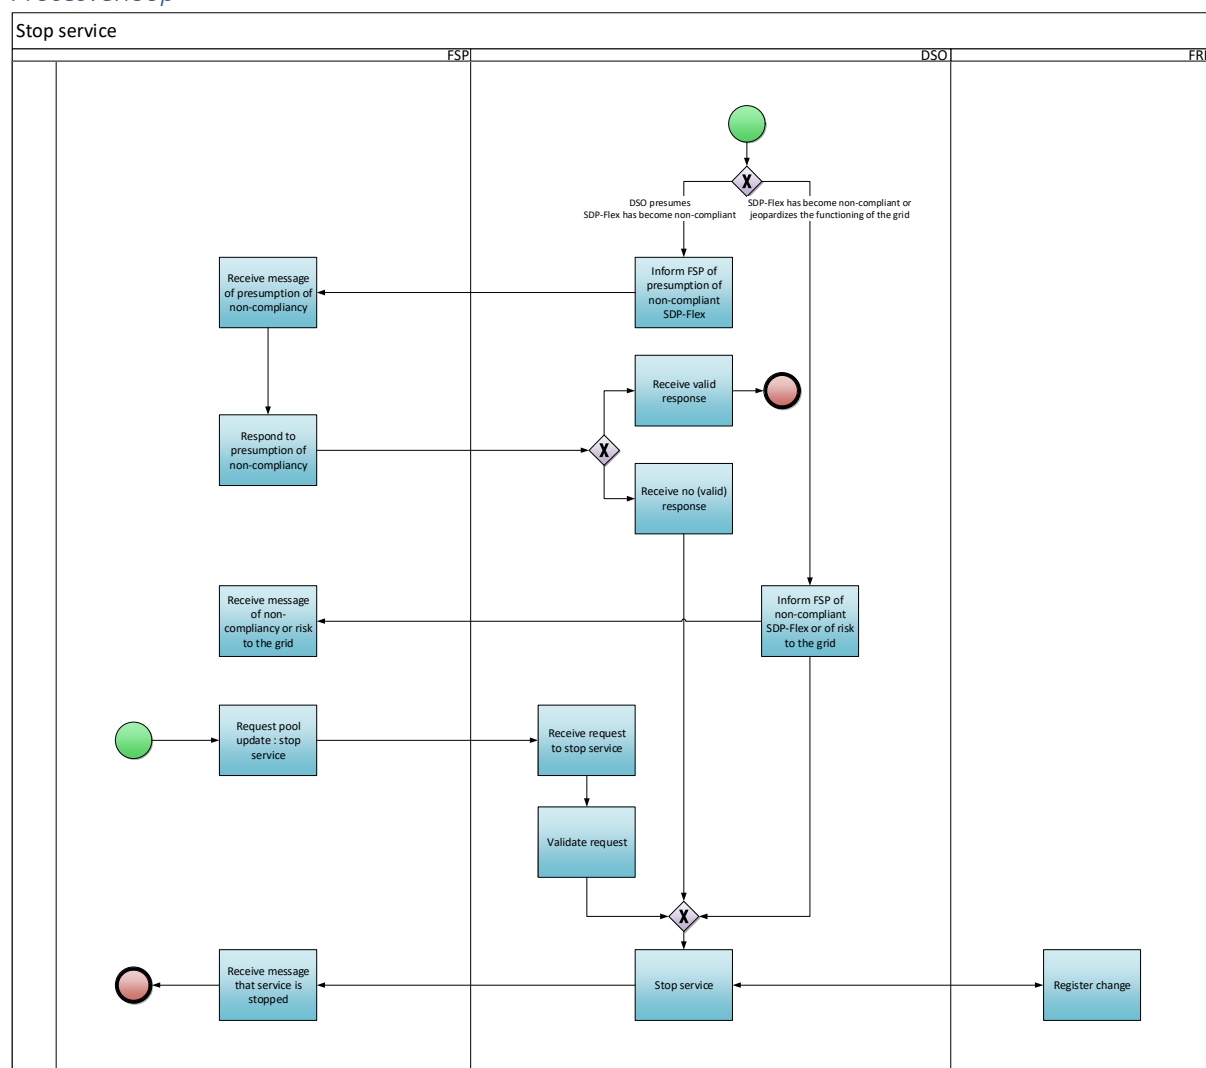 Stop service
FSP
DSO
DSO presumes
SDP-Flex has become non-compliant
SDP-Flex has become non-compliant or
jeopardizes the functioning of the grid
Receive message
of presumption of
non-compliancy
Inform FSP of
presumption of
non-compliant
SDP-Flex
Receive valid
response
Respond to
presumption of
non-compliancy
Receive no (valid)
response
Receive message
of non-
compliancy or risk
to the grid
Inform FSP of
non-compliant
SDP-Flex or of risk
to the grid
Request pool
update : stop
service
Receive request
to stop service
Validate request
Receive message
that service is
stopped
Stop service
Register change